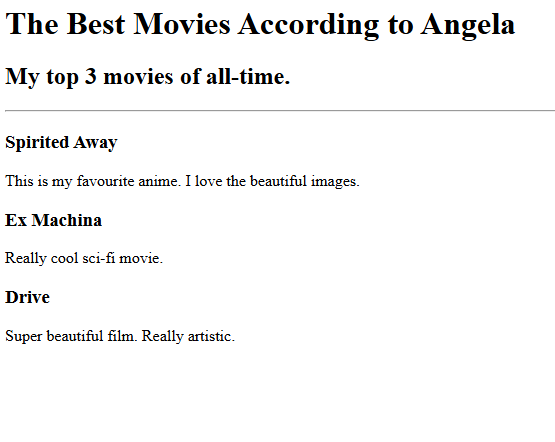 The Best Movies According to Angela
My top 3 movies of all-time.
Spirited Away
This is my favourite anime. I love the beautiful images.
Ex Machina
Really cool sci-fi movie.
Drive
Super beautiful film. Really artistic.